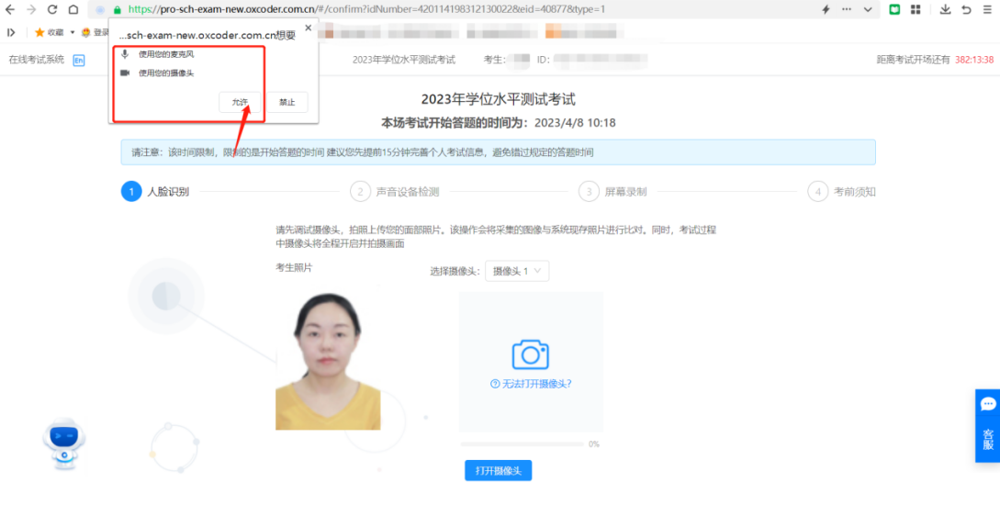 https://pro-sch-exam-new.oxcoder.com.cn/#/confirm?idNumber=420114198312130022&eid=40877&type=1
收藏
登录
...sch-exam-new.oxcoder.com.cn想要
使用您的麦克风
使用您的摄像头
允许 禁止
在线考试系统 En
2023年学位水平测试考试 考生: ID:
距离考试开场还有 382:13:38
2023年学位水平测试考试
本场考试开始答题的时间为：2023/4/8 10:18
请注意：该时间限制，限制的是开始答题的时间 建议您先提前15分钟完善个人考试信息，避免错过规定的答题时间
1 人脸识别 2 声音设备检测 3 屏幕录制 4 考前须知
请先调试摄像头，拍照上传您的面部照片。该操作会将采集的图像与系统现存照片进行比对。同时，考试过程
中摄像头将全程开启并拍摄画面
考生照片
选择摄像头: 摄像头 1
无法打开摄像头?
0%
打开摄像头
客服